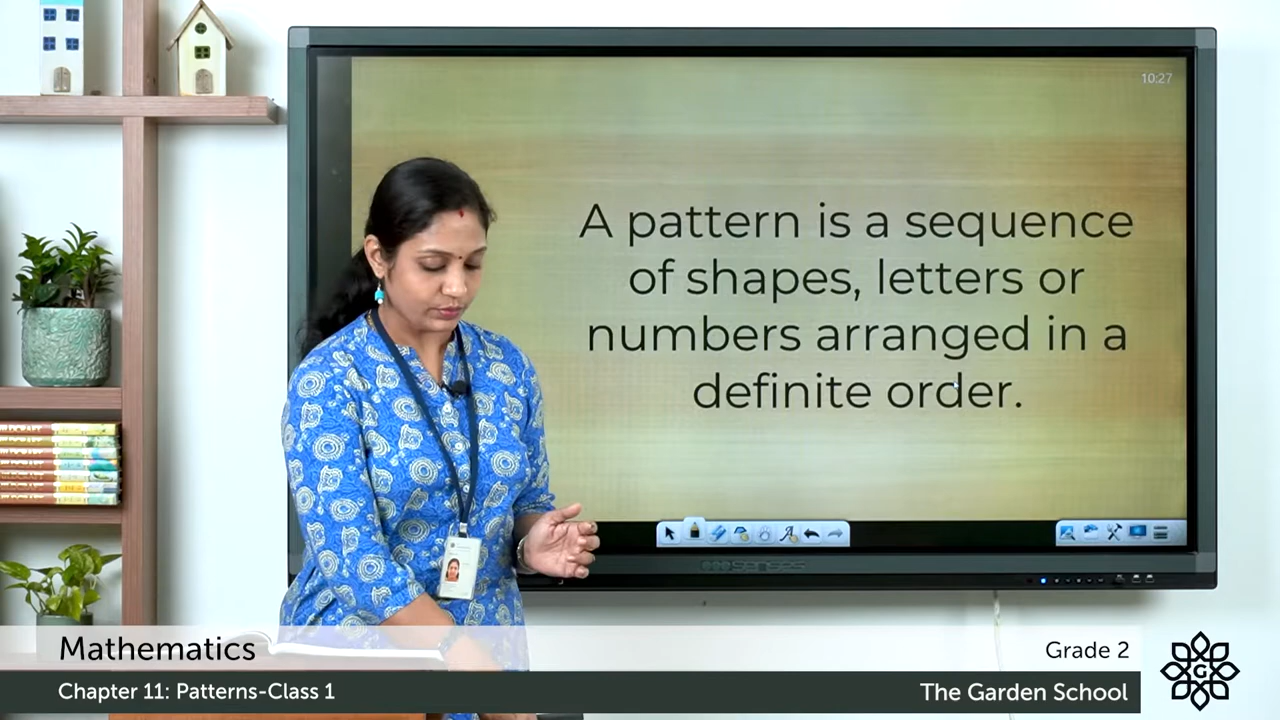 10:27
A pattern is a sequence
of shapes, letters or
numbers arranged in a
definite order.
Mathematics
Grade 2
Chapter 11: Patterns-Class 1
The Garden School
G